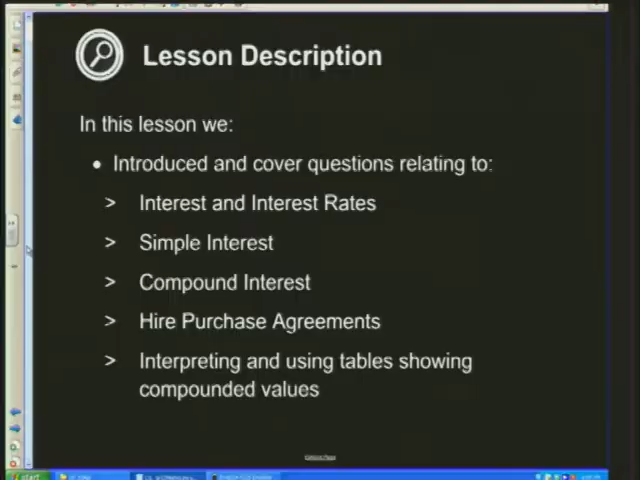 Lesson Description
In this lesson we:
• Introduced and cover questions relating to:
> Interest and Interest Rates
> Simple Interest
> Compound Interest
> Hire Purchase Agreements
> Interpreting and using tables showing
compounded values
start